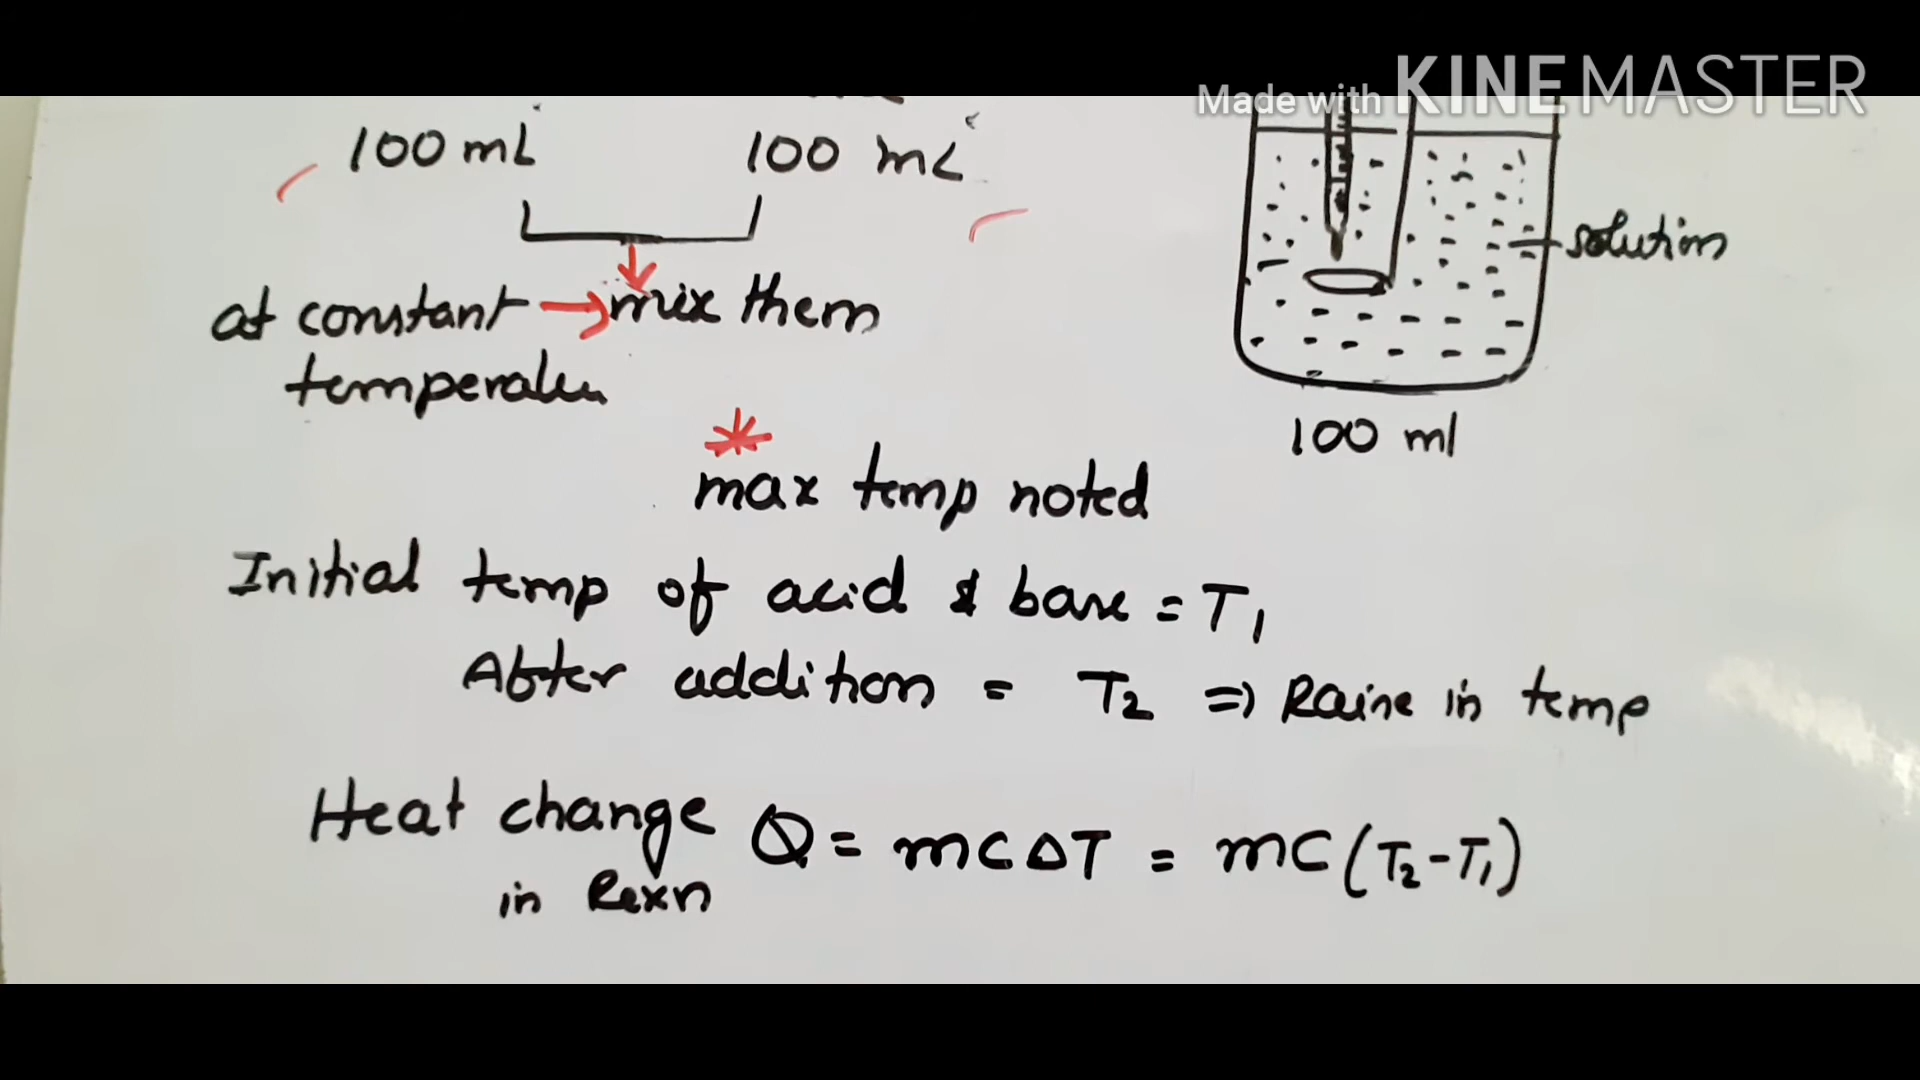 Made with KINEMASTER
100 mL 100 mL
at constant → mix them
solution
100 ml
max temp noted
Initial temp of acid & base = T1
After addition = T2 => Raise in temp
Heat change Q = mCΔT = mC(T2-T1)
in Rexn